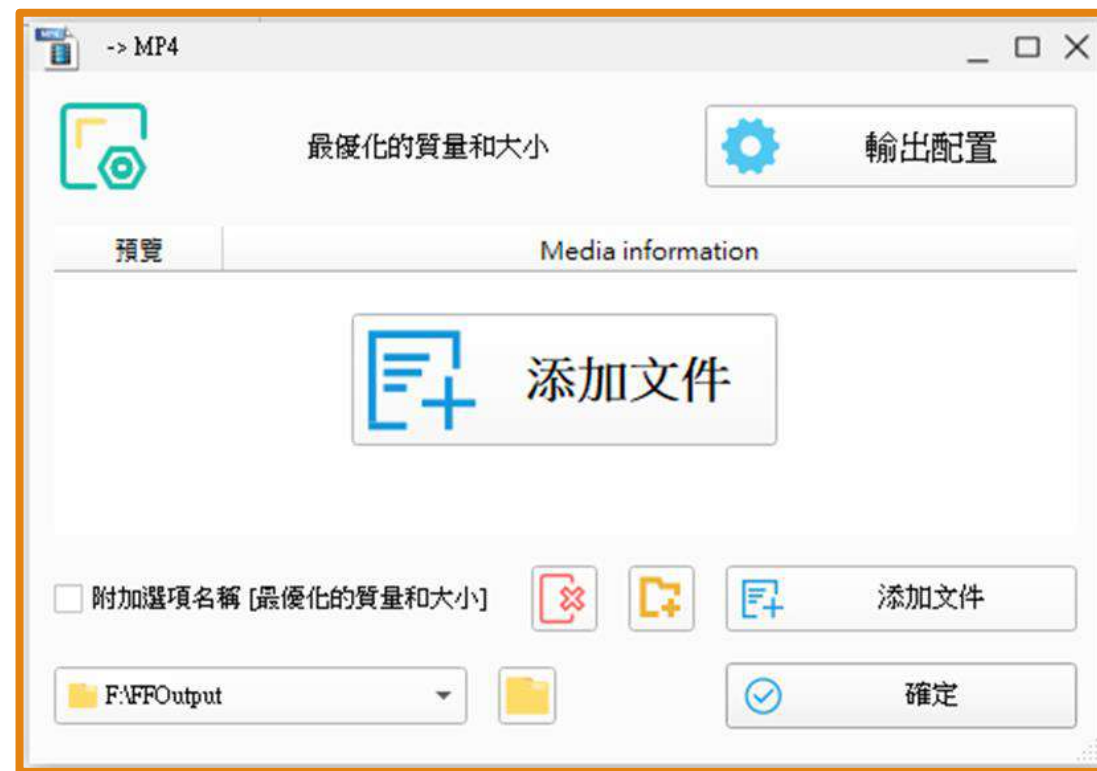 -> MP4
最優化的質量和大小
輸出配置
預覽 Media information
添加文件
附加選項名稱 [最優化的質量和大小]
添加文件
F:\FFOutput
確定